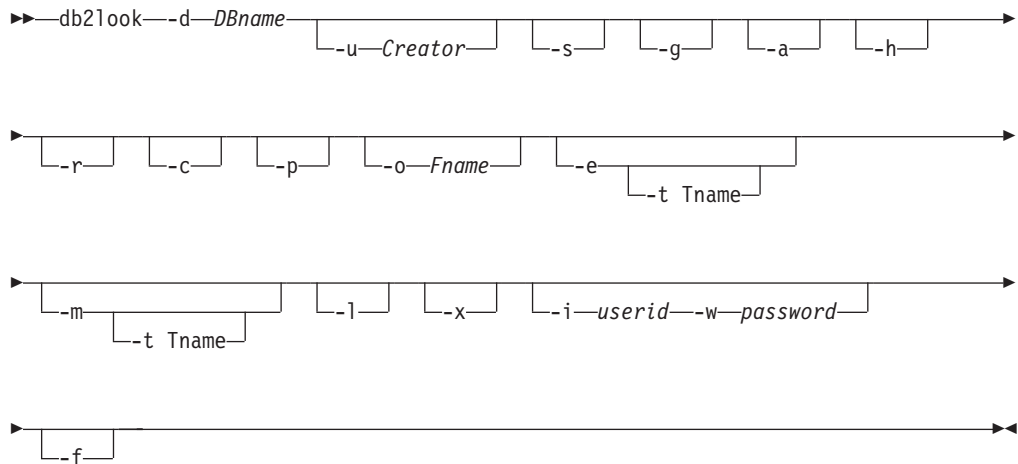 db2look -d DBname
-u Creator -s -g -a -h
-r -c -p -o Fname -e
-t Tname
-m -l -x -i userid -w password
-t Tname
-f